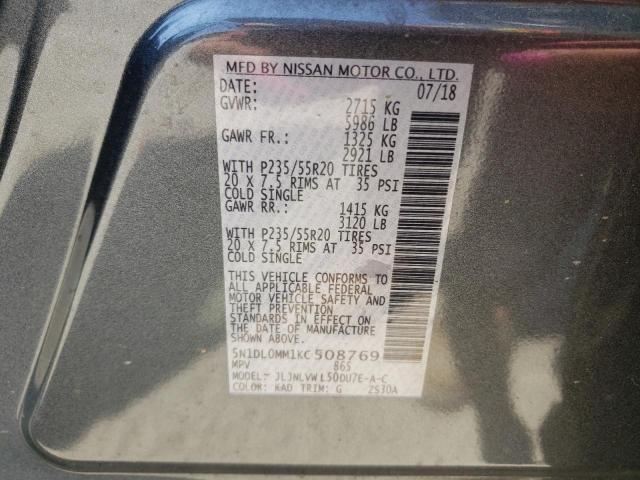 MFD BY NISSAN MOTOR CO., LTD.
DATE: 07/18
GVWR: 2715 KG
5986 LB
GAWR FR.: 1325 KG
2921 LB
WITH P235/55R20 TIRES
20 X 7.5 RIMS AT 35 PSI
COLD SINGLE
GAWR RR.: 1415 KG
3120 LB
WITH P235/55R20 TIRES
20 X 7.5 RIMS AT 35 PSI
COLD SINGLE
THIS VEHICLE CONFORMS TO
ALL APPLICABLE FEDERAL
MOTOR VEHICLE SAFETY AND
THEFT PREVENTION
STANDARDS IN EFFECT ON
THE DATE OF MANUFACTURE
SHOWN ABOVE.
5N1DL0MM1KC508769
MPV 865
MODEL: JLJNLVWL50DU7E-A-C
COLOR: KAD TRIM: G 2S30A